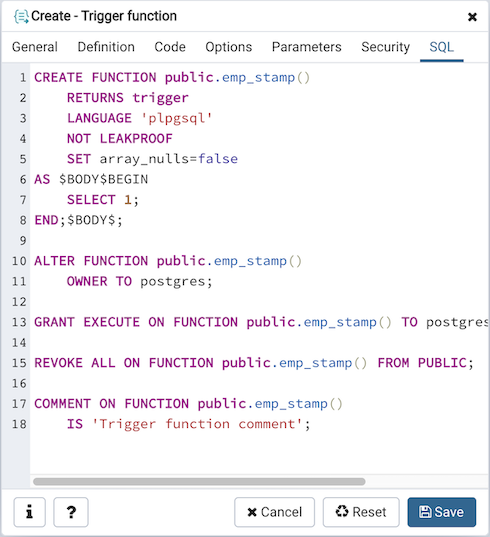 Create - Trigger function
General Definition Code Options Parameters Security SQL
1 CREATE FUNCTION public.emp_stamp()
2     RETURNS trigger
3     LANGUAGE 'plpgsql'
4     NOT LEAKPROOF
5     SET array_nulls=false
6 AS $BODY$BEGIN
7     SELECT 1;
8 END;$BODY$;
9
10 ALTER FUNCTION public.emp_stamp()
11     OWNER TO postgres;
12
13 GRANT EXECUTE ON FUNCTION public.emp_stamp() TO postgres
14
15 REVOKE ALL ON FUNCTION public.emp_stamp() FROM PUBLIC;
16
17 COMMENT ON FUNCTION public.emp_stamp()
18     IS 'Trigger function comment';
i ? Cancel Reset Save